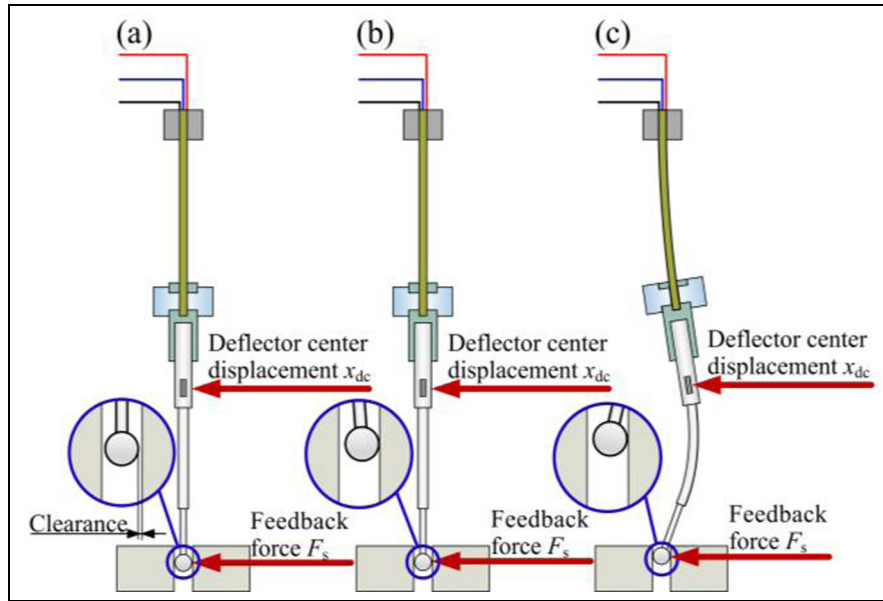 (a)
(b)
(c)
Deflector center
displacement xdc
Deflector center
displacement xdc
Deflector center
displacement xdc
Clearance
Feedback
force Fs
Feedback
force Fs
Feedback
force Fs